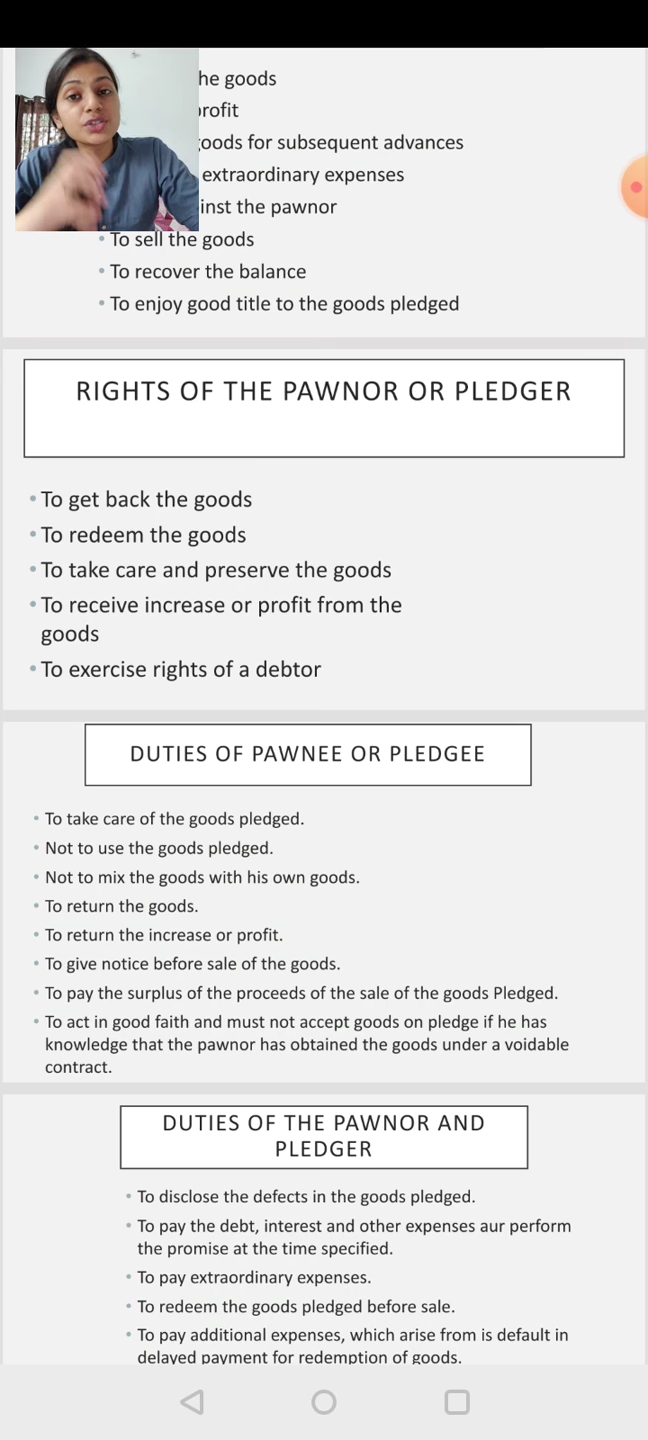 he goods
profit
goods for subsequent advances
extraordinary expenses
inst the pawnor
• To sell the goods
• To recover the balance
• To enjoy good title to the goods pledged
RIGHTS OF THE PAWNOR OR PLEDGER
• To get back the goods
• To redeem the goods
• To take care and preserve the goods
• To receive increase or profit from the
goods
• To exercise rights of a debtor
DUTIES OF PAWNEE OR PLEDGEE
• To take care of the goods pledged.
• Not to use the goods pledged.
• Not to mix the goods with his own goods.
• To return the goods.
• To return the increase or profit.
• To give notice before sale of the goods.
• To pay the surplus of the proceeds of the sale of the goods Pledged.
• To act in good faith and must not accept goods on pledge if he has
knowledge that the pawnor has obtained the goods under a voidable
contract.
DUTIES OF THE PAWNOR AND
PLEDGER
• To disclose the defects in the goods pledged.
• To pay the debt, interest and other expenses aur perform
the promise at the time specified.
• To pay extraordinary expenses.
• To redeem the goods pledged before sale.
• To pay additional expenses, which arise from is default in
delayed payment for redemption of goods.